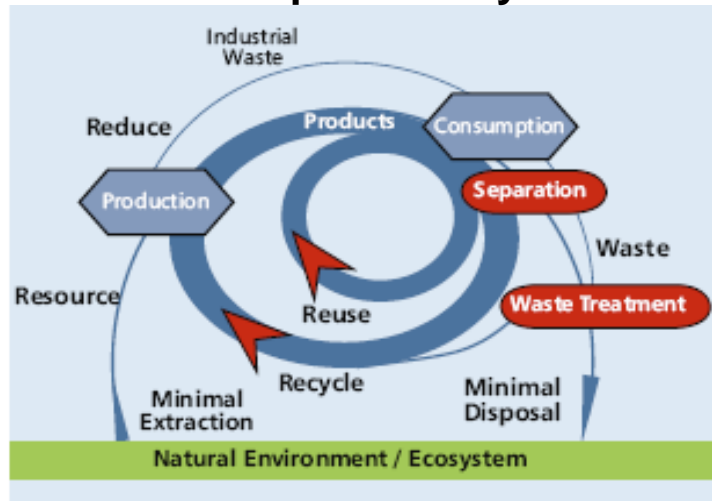 Industrial
Waste
Reduce
Products
Consumption
Production
Separation
Waste
Resource
Waste Treatment
Reuse
Recycle
Minimal
Extraction
Minimal
Disposal
Natural Environment / Ecosystem